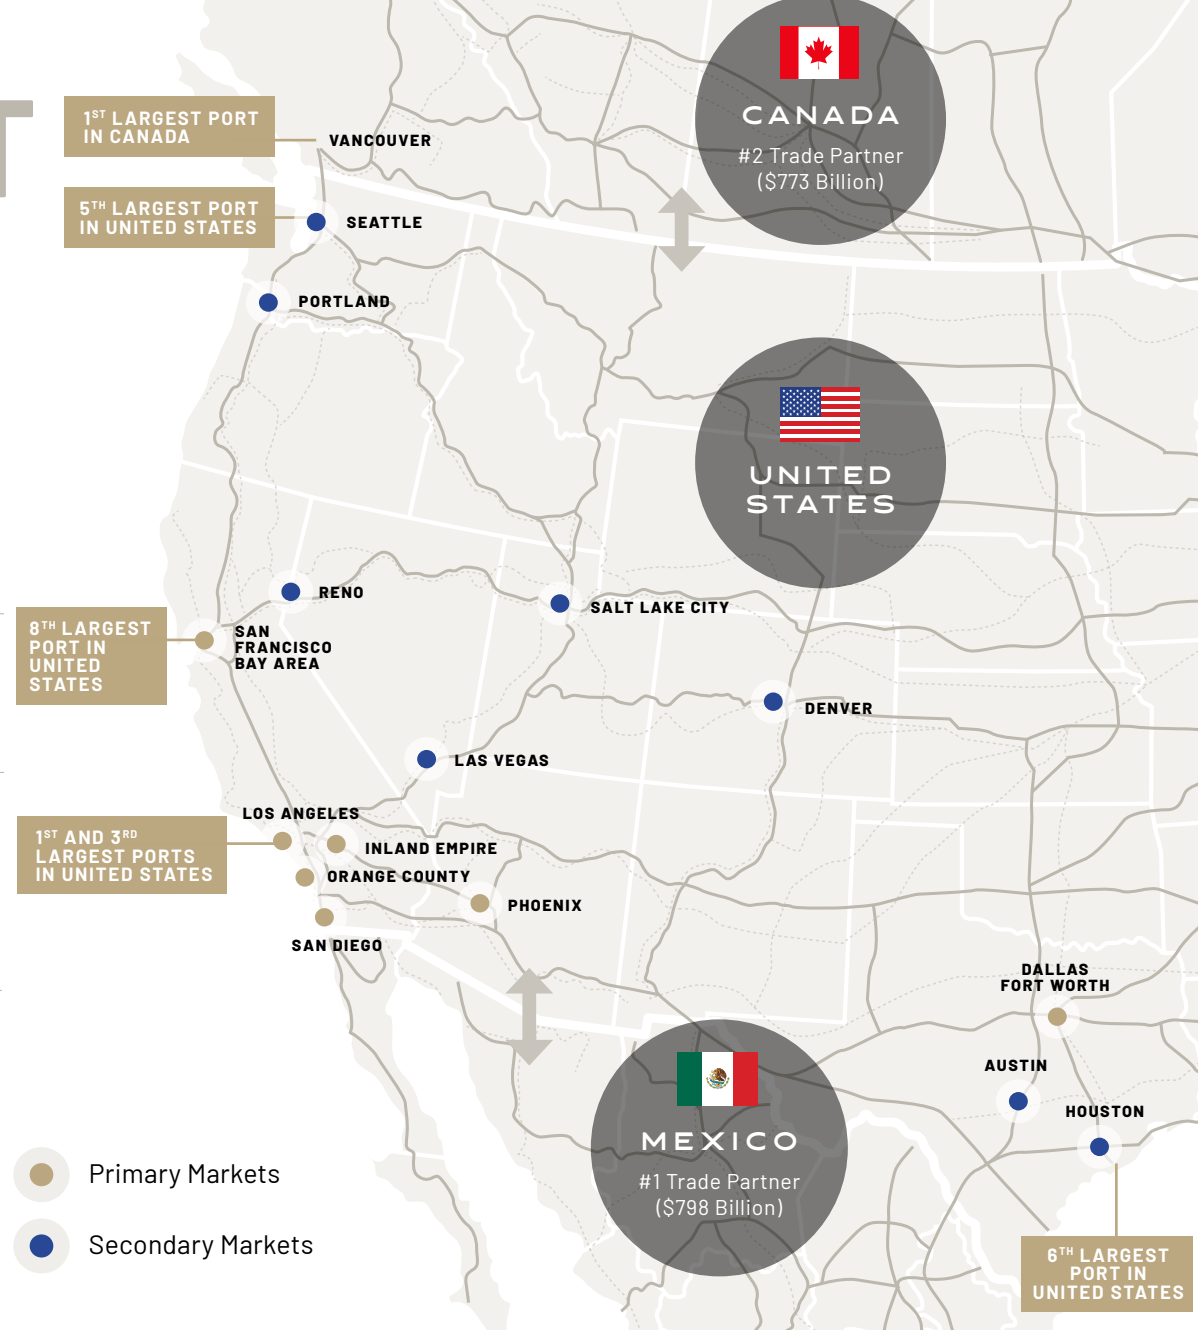 CANADA
#2 Trade Partner
($773 Billion)
1ST LARGEST PORT
IN CANADA
VANCOUVER
5TH LARGEST PORT
IN UNITED STATES
SEATTLE
PORTLAND
UNITED
STATES
RENO
SALT LAKE CITY
8TH LARGEST
PORT IN
UNITED
STATES
SAN
FRANCISCO
BAY AREA
DENVER
LAS VEGAS
LOS ANGELES
1ST AND 3RD
LARGEST PORTS
IN UNITED STATES
INLAND EMPIRE
ORANGE COUNTY
PHOENIX
SAN DIEGO
DALLAS
FORT WORTH
AUSTIN
HOUSTON
MEXICO
#1 Trade Partner
($798 Billion)
Primary Markets
Secondary Markets
6TH LARGEST
PORT IN
UNITED STATES